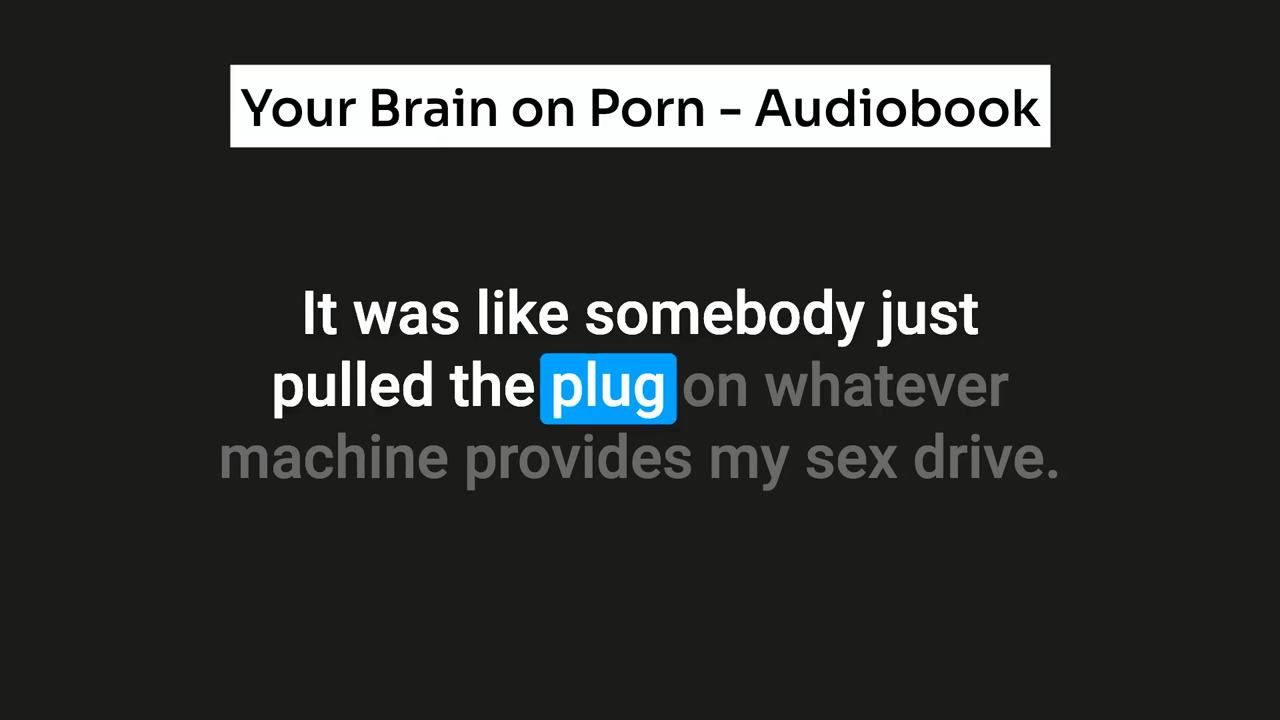 Your Brain on Porn - Audiobook
It was like somebody just
pulled the plug on whatever
machine provides my sex drive.